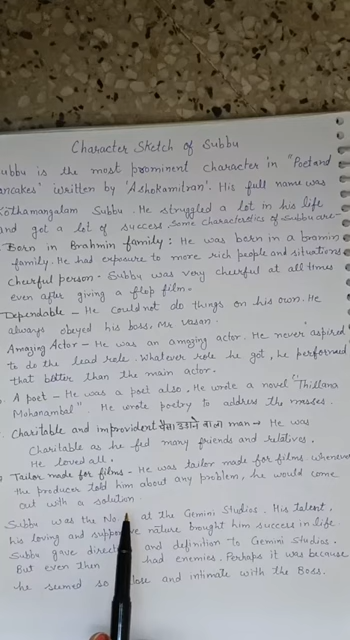 Character Sketch of Subbu
ubbu is the most prominent character in "Poet and
ancakes' written by 'Ashokamitran'. His full name was
Kothamangalam Subbu. He struggled a lot in his life
and got a lot of success. Some characteristics of Subbu are-
Born in Brahmin family: He was born in a bramin
family. He had exposure to more rich people and situations
Cheerful person - Subbu was very cheerful at all times
even after giving a flop film.
Dependable - He could not do things on his own. He
always obeyed his boss, Mr. Vasan.
Amazing Actor - He was an amazing actor. He never aspired
to do the lead role. Whatever role he got, he performed
that better than the main actor.
A poet - He was a poet also. He wrote a novel "Thillana
Mohanambal". He wrote poetry to address the masses.
Charitable and improvident पैसा उड़ाने वाला man → He was
Charitable as he fed many friends and relatives.
He loved all.
Tailor made for films - He was tailor made for films. whenever
the producer told him about any problem, he would come
out with a solution.
Subbu was the No at the Gemini Studios. His talent,
his loving and suppo ve nature brought him success in life.
Subbu gave direct and definition to Gemini Studios.
But even then had enemies. Perhaps it was because
he seemed so lose and intimate with the Boss.